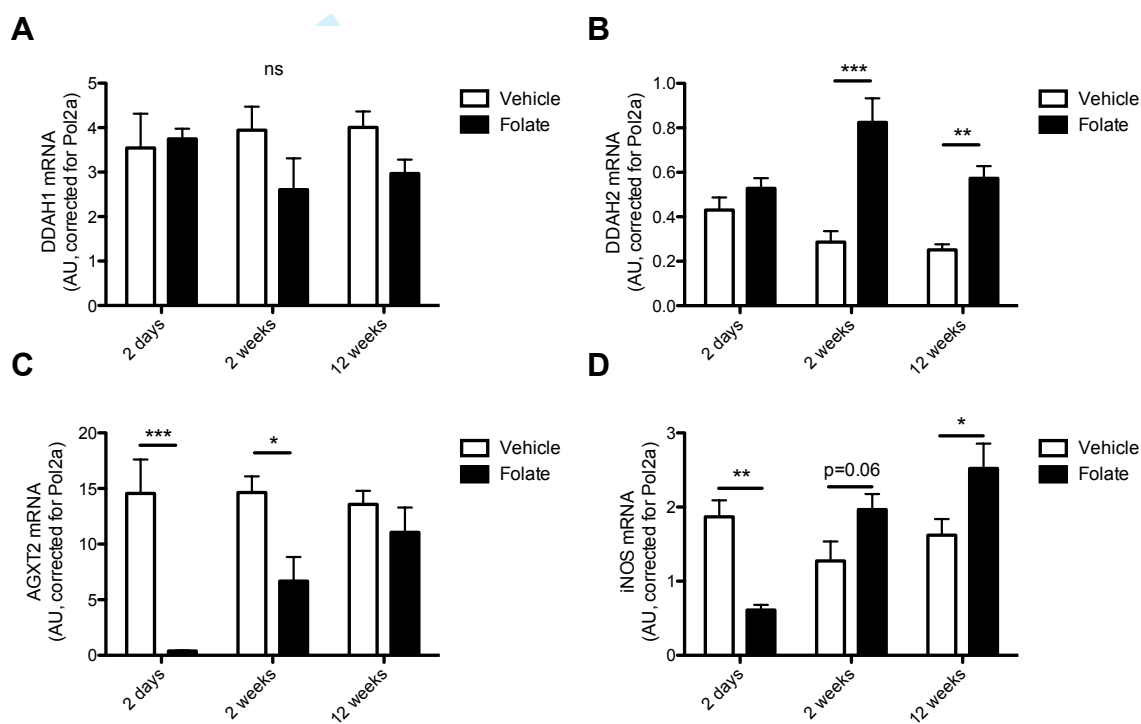 A
ns
DDAH1 mRNA
(AU, corrected for Pol2a)
5
4
3
2
1
0
2 days
2 weeks
12 weeks
Vehicle
Folate
B
***
**
DDAH2 mRNA
(AU, corrected for Pol2a)
1.0
0.8
0.6
0.4
0.2
0.0
2 days
2 weeks
12 weeks
Vehicle
Folate
C
***
*
AGXT2 mRNA
(AU, corrected for Pol2a)
20
15
10
5
0
2 days
2 weeks
12 weeks
Vehicle
Folate
D
**
p=0.06
*
iNOS mRNA
(AU, corrected for Pol2a)
3
2
1
0
2 days
2 weeks
12 weeks
Vehicle
Folate